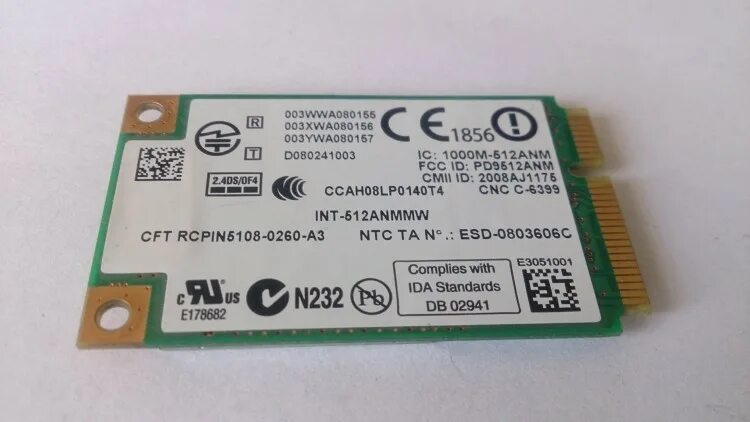 003WWA080155
R 003XWA080156
003YWA080157
T D080241003
CE 1856
IC: 1000M-512ANM
FCC ID: PD9512ANM
CMII ID: 2008AJ1175
2.4DS/OF4
CCC
CCAH08LP0140T4
CNC C-6399
INT-512ANMMW
CFT RCPIN5108-0260-A3
NTC TA N°.: ESD-0803606C
c UR US
E178682
N232
Pb
Complies with
IDA Standards
DB 02941
E3051001